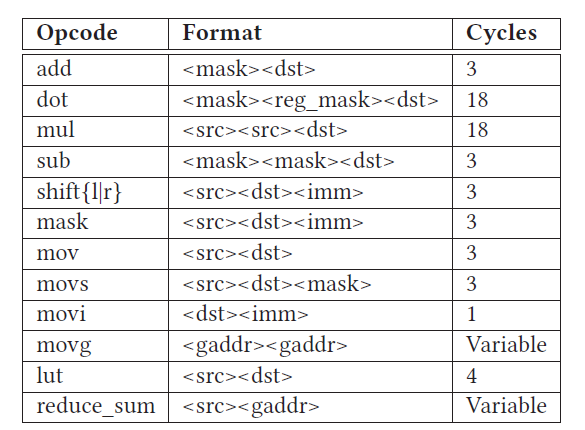 Opcode Format Cycles
add <mask><dst> 3
dot <mask><reg_mask><dst> 18
mul <src><src><dst> 18
sub <mask><mask><dst> 3
shift{l|r} <src><dst><imm> 3
mask <src><dst><imm> 3
mov <src><dst> 3
movs <src><dst><mask> 3
movi <dst><imm> 1
movg <gaddr><gaddr> Variable
lut <src><dst> 4
reduce_sum <src><gaddr> Variable